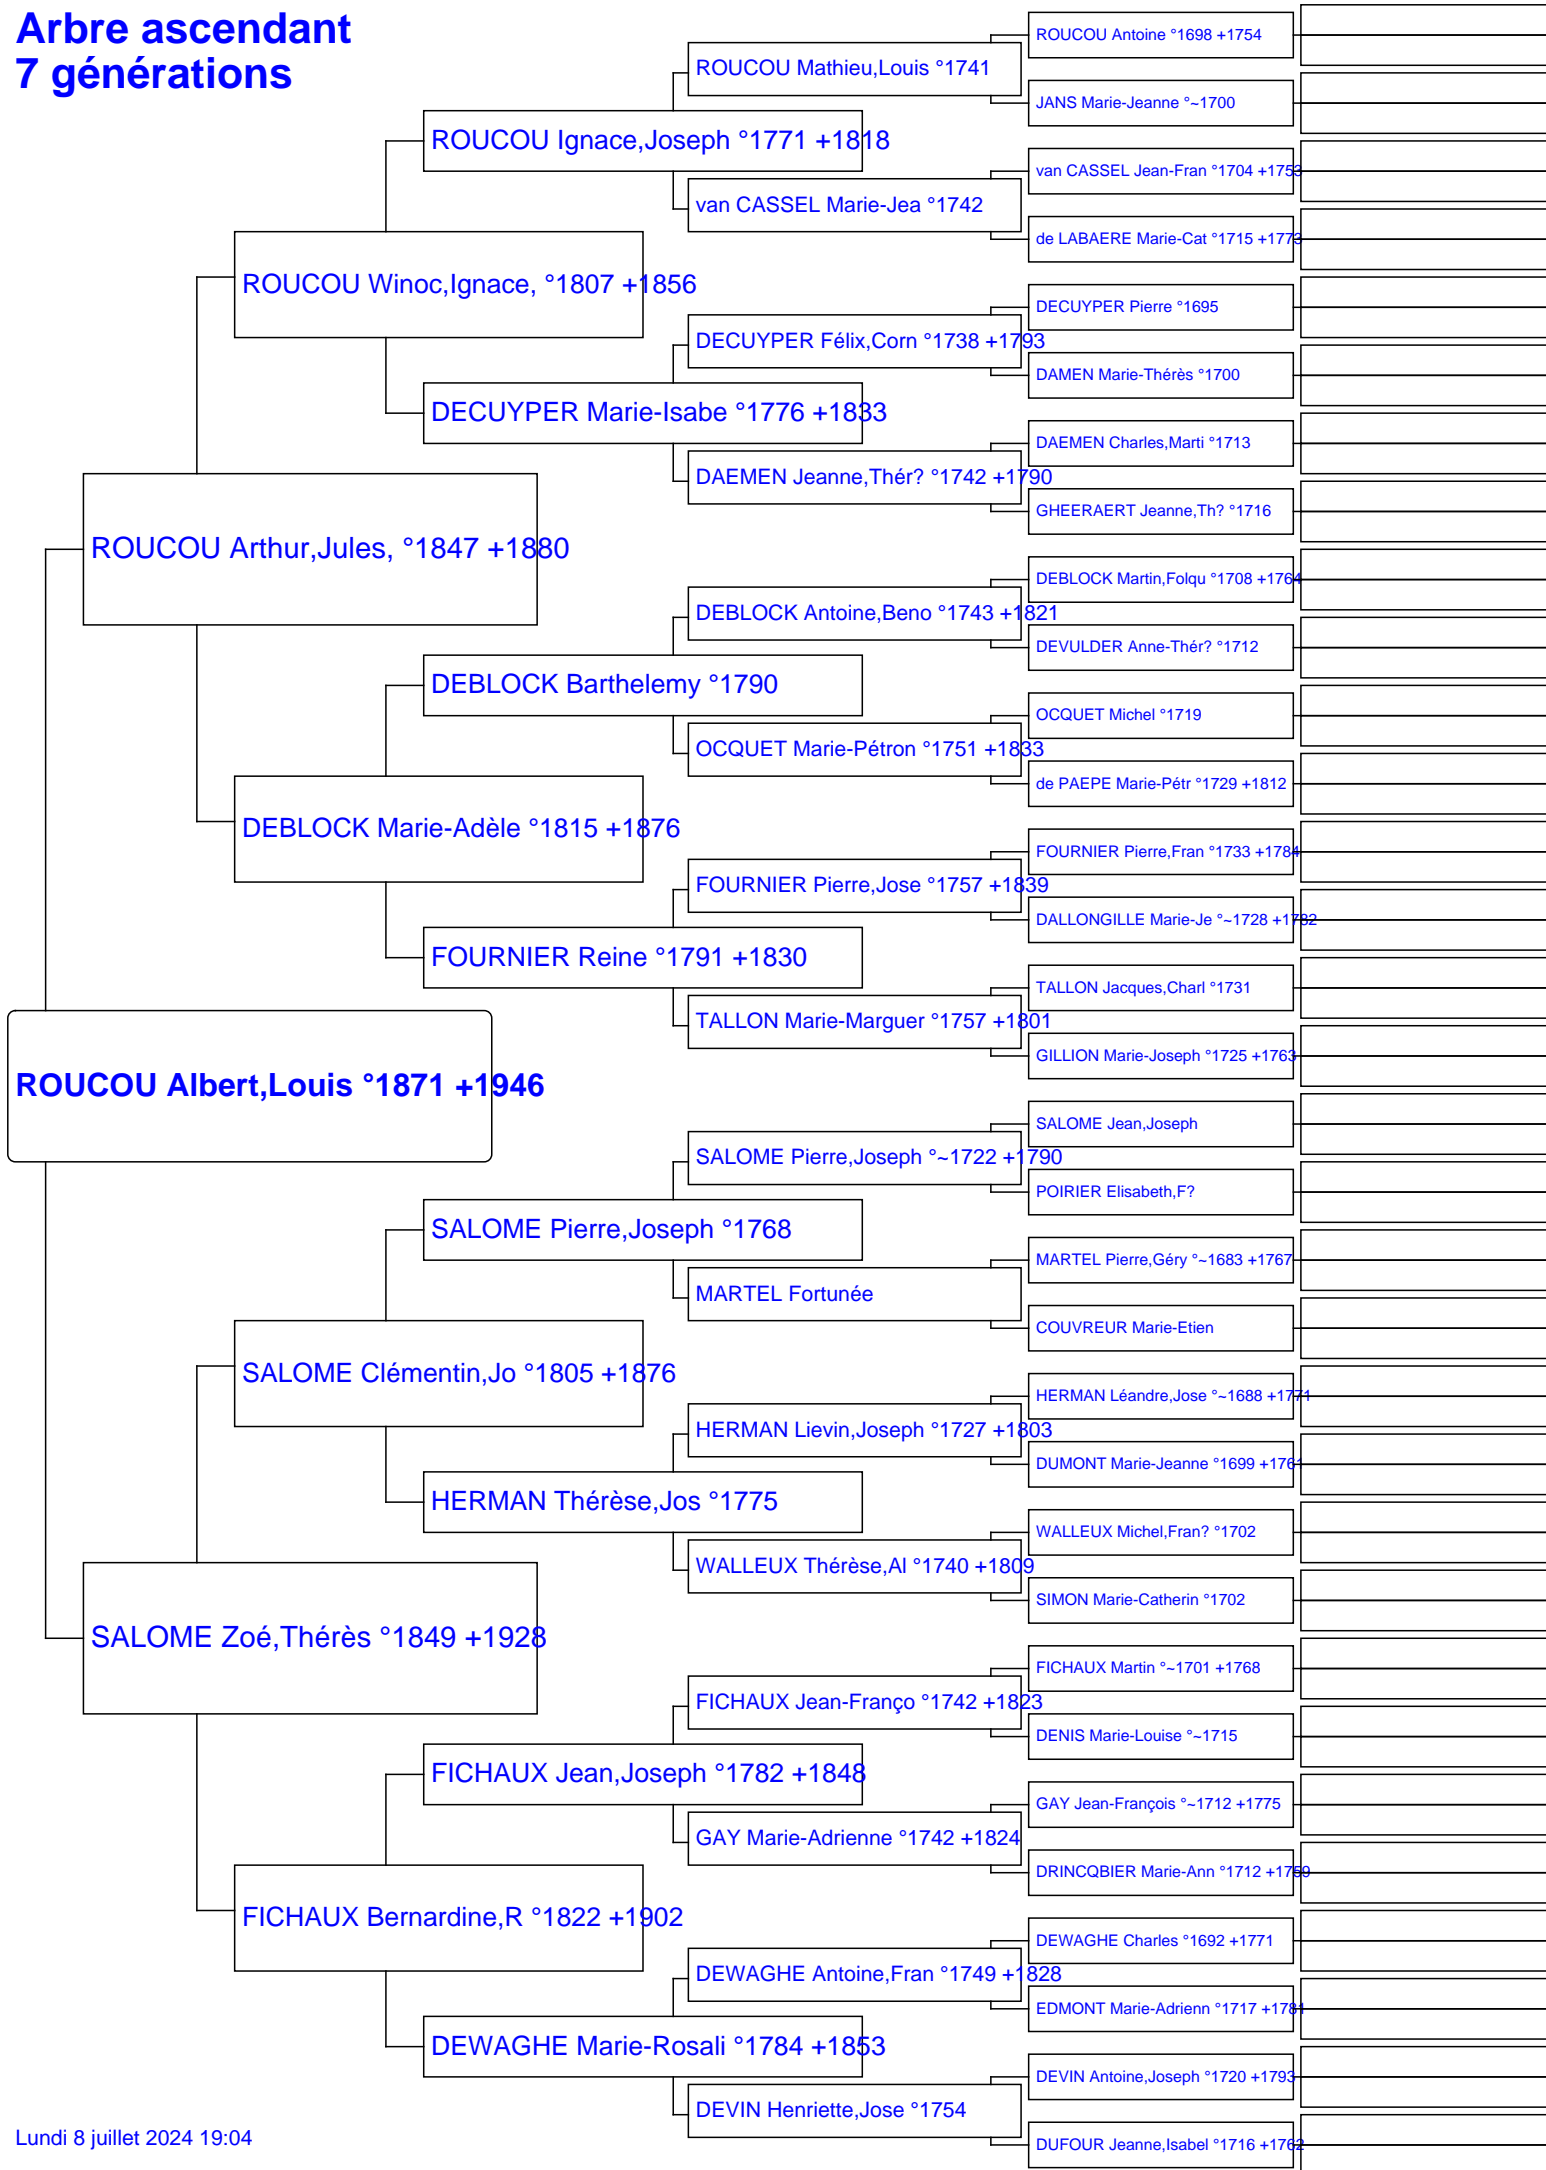 Arbre ascendant
7 générations
ROUCOU Antoine °1698 +1754
ROUCOU Mathieu,Louis °1741
JANS Marie-Jeanne °~1700
ROUCOU Ignace,Joseph °1771 +1818
van CASSEL Jean-Fran °1704 +1753
van CASSEL Marie-Jea °1742
de LABAERE Marie-Cat °1715 +1773
ROUCOU Winoc,Ignace, °1807 +1856
DECUYPER Pierre °1695
DECUYPER Félix,Corn °1738 +1793
DAMEN Marie-Thérès °1700
DECUYPER Marie-Isabe °1776 +1833
DAEMEN Charles,Marti °1713
DAEMEN Jeanne,Thér? °1742 +1790
GHEERAERT Jeanne,Th? °1716
ROUCOU Arthur,Jules, °1847 +1880
DEBLOCK Martin,Folqu °1708 +1764
DEBLOCK Antoine,Beno °1743 +1821
DEVULDER Anne-Thér? °1712
DEBLOCK Barthelemy °1790
OCQUET Michel °1719
OCQUET Marie-Pétron °1751 +1833
de PAEPE Marie-Pétr °1729 +1812
DEBLOCK Marie-Adèle °1815 +1876
FOURNIER Pierre,Fran °1733 +1784
FOURNIER Pierre,Jose °1757 +1839
DALLONGILLE Marie-Je °~1728 +1782
FOURNIER Reine °1791 +1830
TALLON Jacques,Charl °1731
TALLON Marie-Marguer °1757 +1801
GILLION Marie-Joseph °1725 +1763
ROUCOU Albert,Louis °1871 +1946
SALOME Jean,Joseph
SALOME Pierre,Joseph °~1722 +1790
POIRIER Elisabeth,F?
SALOME Pierre,Joseph °1768
MARTEL Pierre,Géry °~1683 +1767
MARTEL Fortunée
COUVREUR Marie-Etien
SALOME Clémentin,Jo °1805 +1876
HERMAN Léandre,Jose °~1688 +1771
HERMAN Lievin,Joseph °1727 +1803
DUMONT Marie-Jeanne °1699 +1761
HERMAN Thérèse,Jos °1775
WALLEUX Michel,Fran? °1702
WALLEUX Thérèse,Al °1740 +1809
SIMON Marie-Catherin °1702
SALOME Zoé,Thérès °1849 +1928
FICHAUX Martin °~1701 +1768
FICHAUX Jean-Franço °1742 +1823
DENIS Marie-Louise °~1715
FICHAUX Jean,Joseph °1782 +1848
GAY Jean-François °~1712 +1775
GAY Marie-Adrienne °1742 +1824
DRINCQBIER Marie-Ann °1712 +1759
FICHAUX Bernardine,R °1822 +1902
DEWAGHE Charles °1692 +1771
DEWAGHE Antoine,Fran °1749 +1828
EDMONT Marie-Adrienn °1717 +1781
DEWAGHE Marie-Rosali °1784 +1853
DEVIN Antoine,Joseph °1720 +1793
DEVIN Henriette,Jose °1754
DUFOUR Jeanne,Isabel °1716 +1762
Lundi 8 juillet 2024 19:04